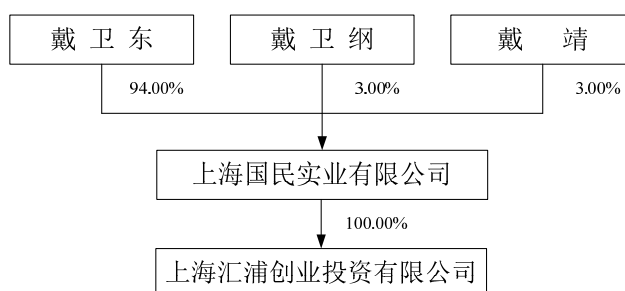 戴卫东 戴卫纲 戴靖
94.00% 3.00% 3.00%
上海国民实业有限公司
100.00%
上海汇浦创业投资有限公司